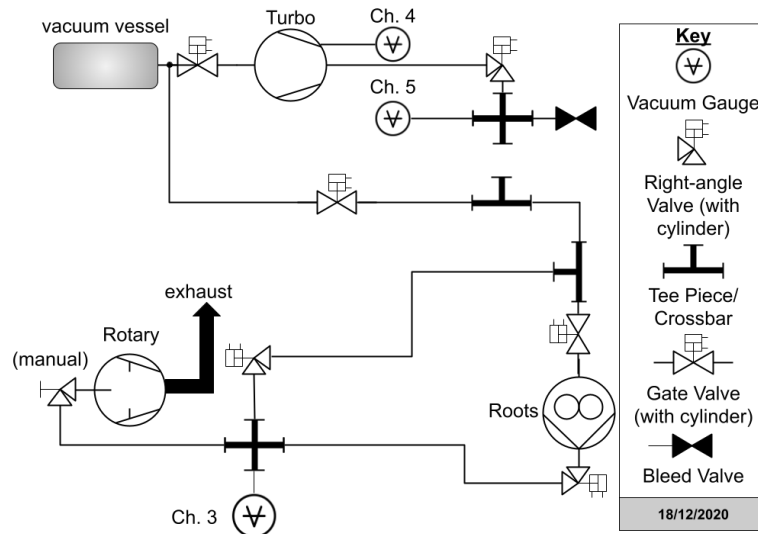 vacuum vessel
Turbo
Ch. 4
Ch. 5
exhaust
Rotary
(manual)
Roots
Ch. 3
Key
Vacuum Gauge
Right-angle
Valve (with
cylinder)
Tee Piece/
Crossbar
Gate Valve
(with cylinder)
Bleed Valve
18/12/2020